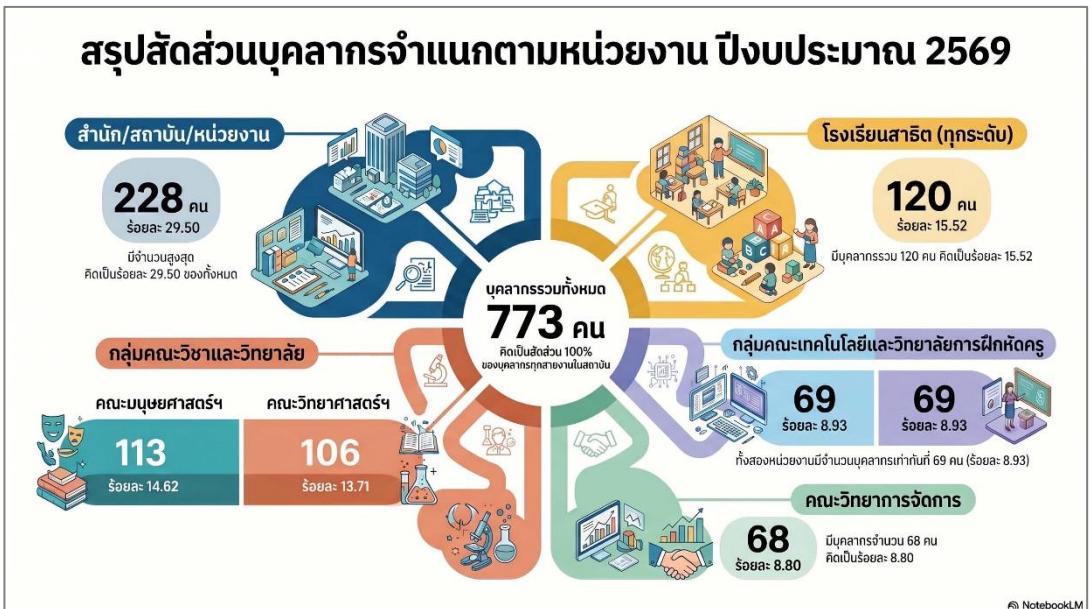 สรุปสัดส่วนบุคลากรจำแนกตามหน่วยงาน ปีงบประมาณ 2569
สำนัก/สถาบัน/หน่วยงาน
228 คน
ร้อยละ 29.50
มีจำนวนสูงสุด
คิดเป็นร้อยละ 29.50 ของทั้งหมด
โรงเรียนสาธิต (ทุกระดับ)
120 คน
ร้อยละ 15.52
มีบุคลากรรวม 120 คน คิดเป็นร้อยละ 15.52
A
A
B
C
บุคลากรรวมทั้งหมด
773 คน
คิดเป็นสัดส่วน 100%
ของบุคลากรทุกสายงานในสถาบัน
กลุ่มคณะวิชาและวิทยาลัย
คณะมนุษยศาสตร์ฯ
คณะวิทยาศาสตร์ฯ
113
ร้อยละ 14.62
106
ร้อยละ 13.71
กลุ่มคณะเทคโนโลยีและวิทยาลัยการฝึกหัดครู
69
ร้อยละ 8.93
69
ร้อยละ 8.93
ทั้งสองหน่วยงานมีจำนวนบุคลากรเท่ากันที่ 69 คน (ร้อยละ 8.93)
คณะวิทยาการจัดการ
68
ร้อยละ 8.80
มีบุคลากรจำนวน 68 คน
คิดเป็นร้อยละ 8.80
NotebookLM